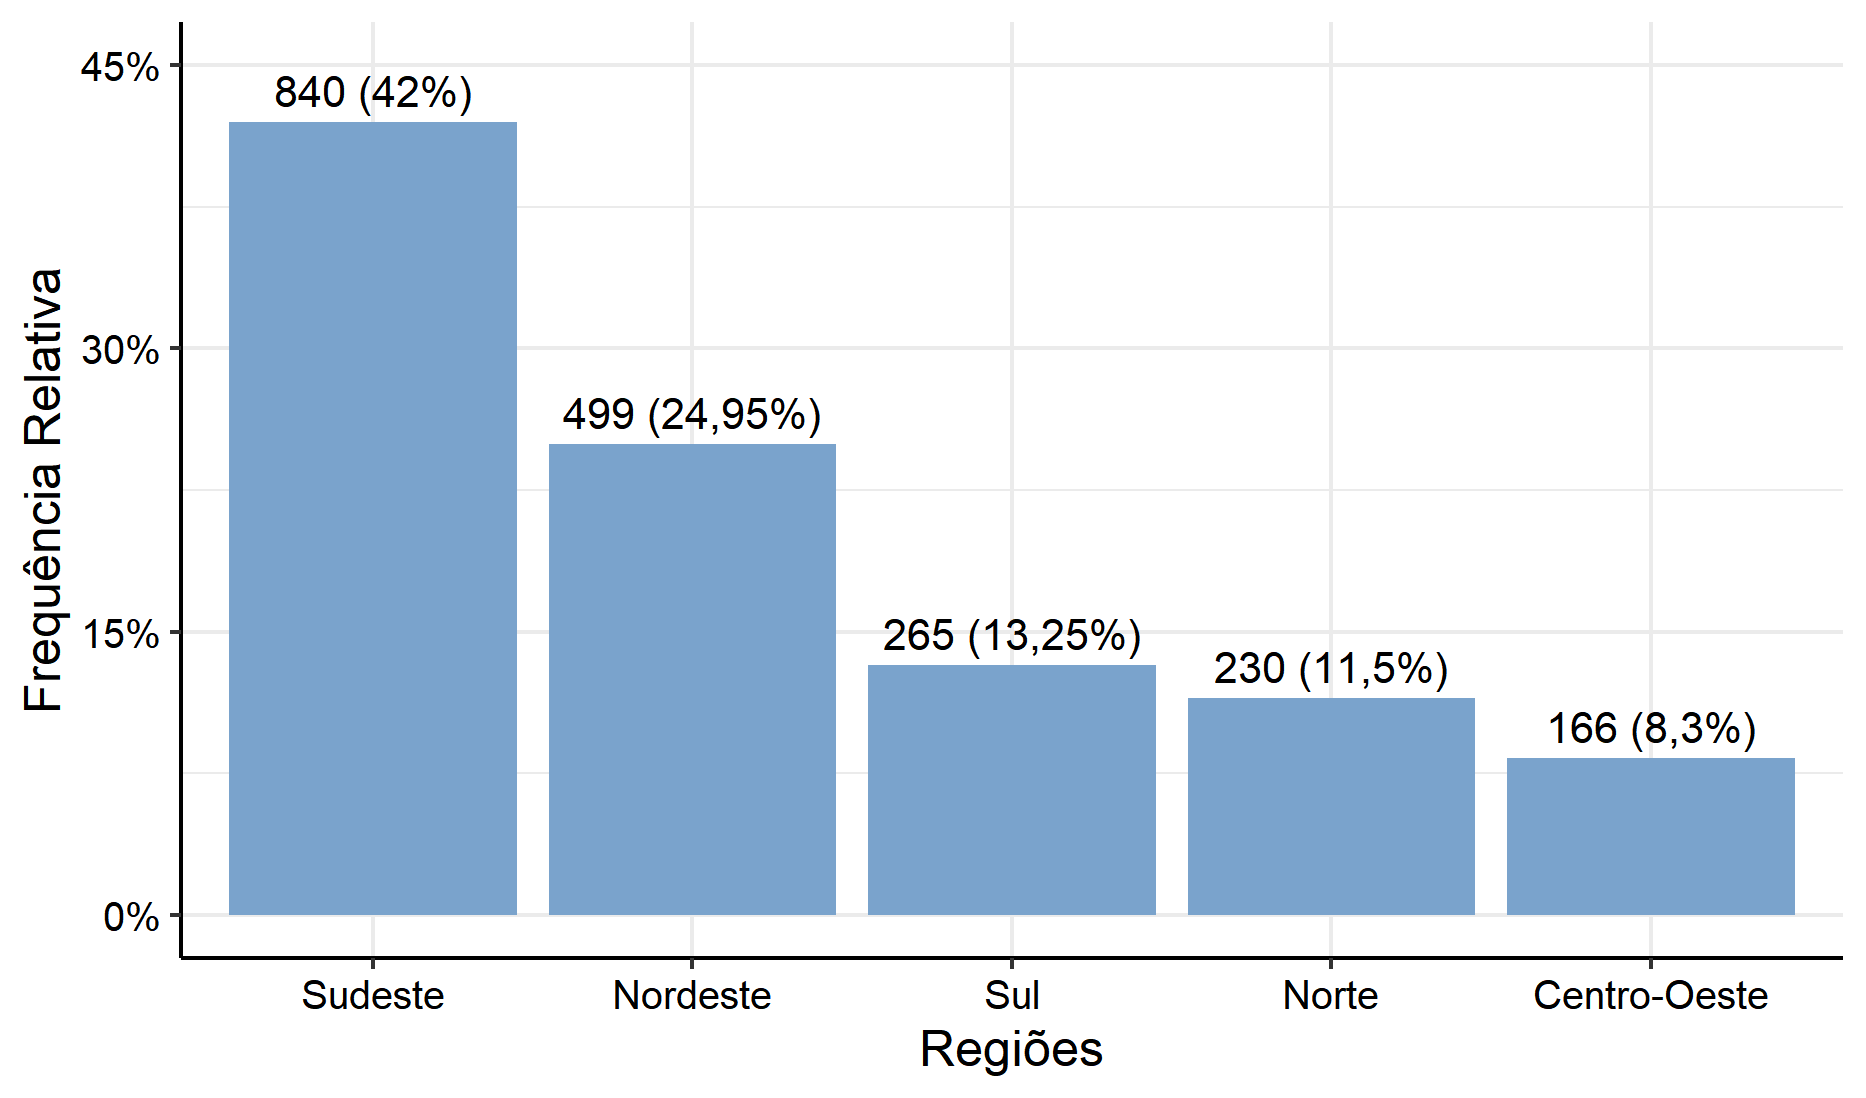 45%
30%
15%
0%
Frequência Relativa
840 (42%)
499 (24,95%)
265 (13,25%)
230 (11,5%)
166 (8,3%)
Sudeste
Nordeste
Sul
Norte
Centro-Oeste
Regiões